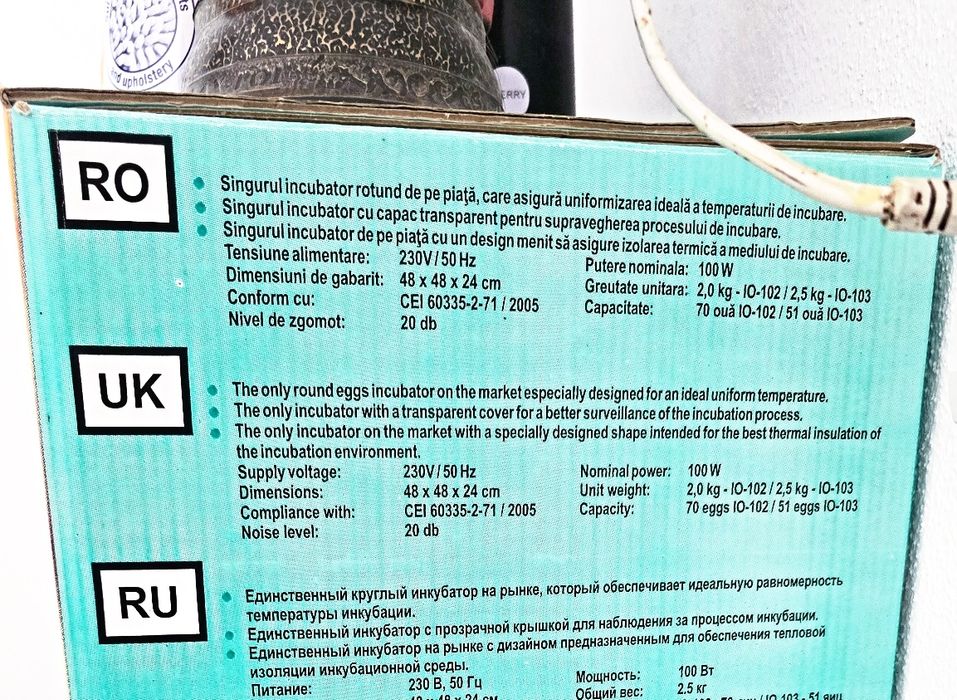 and upholstery
ERRY
RO
Singurul incubator rotund de pe piaţă, care asigură uniformizarea ideală a temperaturii de incubare.
Singurul incubator cu capac transparent pentru supravegherea procesului de incubare.
Singurul incubator de pe piaţă cu un design menit să asigure izolarea termică a mediului de incubare.
Tensiune alimentare: 230V / 50 Hz Putere nominala: 100 W
Dimensiuni de gabarit: 48 x 48 x 24 cm Greutate unitara: 2,0 kg - IO-102 / 2,5 kg - IO-103
Conform cu: CEI 60335-2-71 / 2005 Capacitate: 70 ouă IO-102 / 51 ouă IO-103
Nivel de zgomot: 20 db
UK
The only round eggs incubator on the market especially designed for an ideal uniform temperature.
The only incubator with a transparent cover for a better surveillance of the incubation process.
The only incubator on the market with a specially designed shape intended for the best thermal insulation of
the incubation environment.
Supply voltage: 230V / 50 Hz Nominal power: 100 W
Dimensions: 48 x 48 x 24 cm Unit weight: 2,0 kg - IO-102 / 2,5 kg - IO-103
Compliance with: CEI 60335-2-71 / 2005 Capacity: 70 eggs IO-102 / 51 eggs IO-103
Noise level: 20 db
RU
Единственный круглый инкубатор на рынке, который обеспечивает идеальную равномерность
температуры инкубации.
Единственный инкубатор с прозрачной крышкой для наблюдения за процессом инкубации.
Единственный инкубатор на рынке с дизайном предназначенным для обеспечения тепловой
изоляции инкубационной среды.
Питание: 230 В, 50 Гц Мощность: 100 Вт
48 x 48 x 24 см Общий вес: 2.5 кг